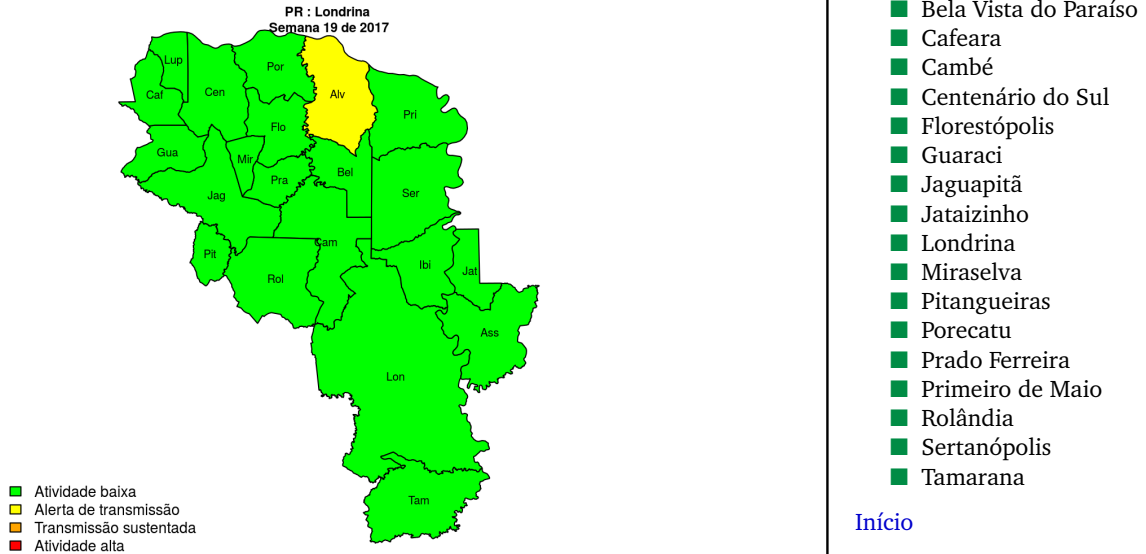 PR : Londrina
Semana 19 de 2017
Lup
Caf
Cen
Por
Alv
Pri
Flo
Gua
Mir
Pra
Bel
Jag
Ser
Cam
Pit
Rol
Ibi
Jat
Ass
Lon
Tam
Atividade baixa
Alerta de transmissão
Transmissão sustentada
Atividade alta
Bela Vista do Paraíso
Cafeara
Cambé
Centenário do Sul
Florestópolis
Guaraci
Jaguapitã
Jataizinho
Londrina
Miraselva
Pitangueiras
Porecatu
Prado Ferreira
Primeiro de Maio
Rolândia
Sertanópolis
Tamarana
Início